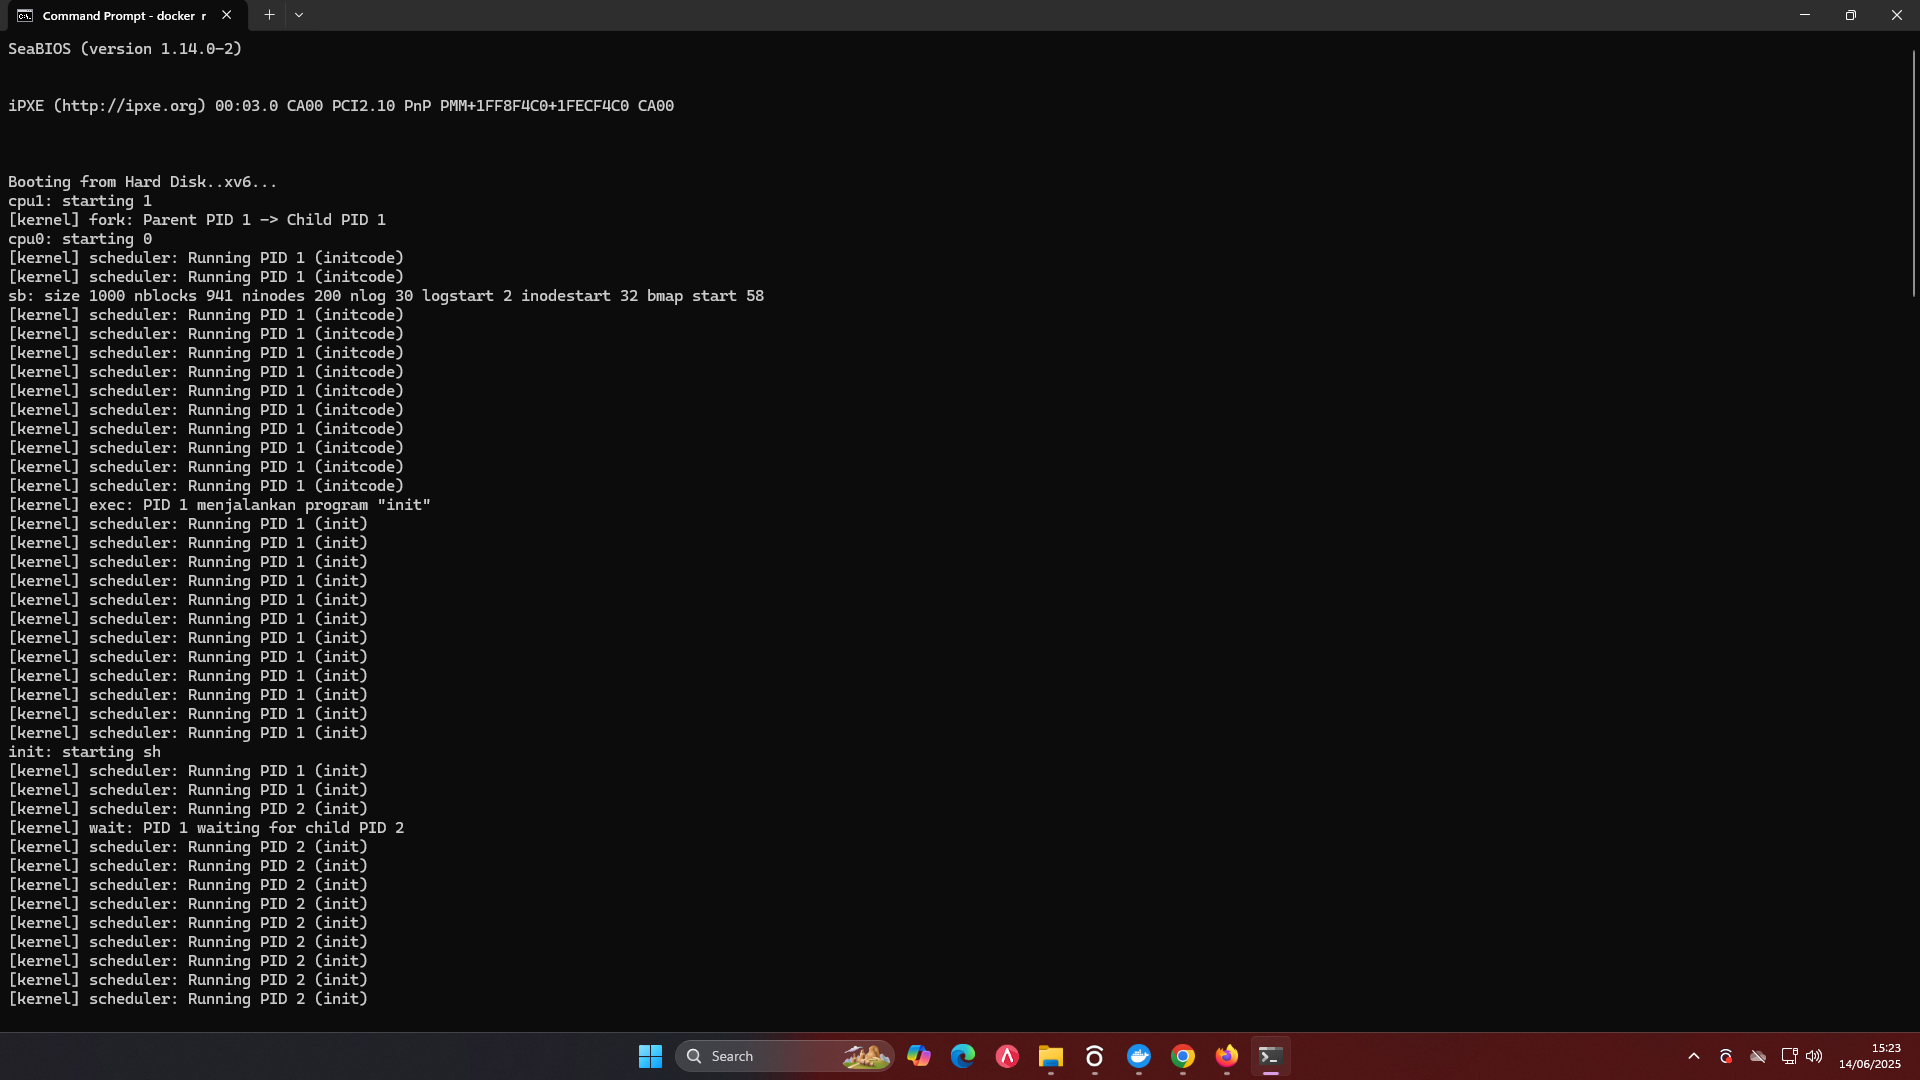 Command Prompt - docker r
SeaBIOS (version 1.14.0-2)
iPXE (http://ipxe.org) 00:03.0 CA00 PCI2.10 PnP PMM+1FF8F4C0+1FECF4C0 CA00
Booting from Hard Disk..xv6...
cpu1: starting 1
[kernel] fork: Parent PID 1 -> Child PID 1
cpu0: starting 0
[kernel] scheduler: Running PID 1 (initcode)
[kernel] scheduler: Running PID 1 (initcode)
sb: size 1000 nblocks 941 ninodes 200 nlog 30 logstart 2 inodestart 32 bmap start 58
[kernel] scheduler: Running PID 1 (initcode)
[kernel] scheduler: Running PID 1 (initcode)
[kernel] scheduler: Running PID 1 (initcode)
[kernel] scheduler: Running PID 1 (initcode)
[kernel] scheduler: Running PID 1 (initcode)
[kernel] scheduler: Running PID 1 (initcode)
[kernel] scheduler: Running PID 1 (initcode)
[kernel] scheduler: Running PID 1 (initcode)
[kernel] scheduler: Running PID 1 (initcode)
[kernel] scheduler: Running PID 1 (initcode)
[kernel] exec: PID 1 menjalankan program "init"
[kernel] scheduler: Running PID 1 (init)
[kernel] scheduler: Running PID 1 (init)
[kernel] scheduler: Running PID 1 (init)
[kernel] scheduler: Running PID 1 (init)
[kernel] scheduler: Running PID 1 (init)
[kernel] scheduler: Running PID 1 (init)
[kernel] scheduler: Running PID 1 (init)
[kernel] scheduler: Running PID 1 (init)
[kernel] scheduler: Running PID 1 (init)
[kernel] scheduler: Running PID 1 (init)
[kernel] scheduler: Running PID 1 (init)
[kernel] scheduler: Running PID 1 (init)
init: starting sh
[kernel] scheduler: Running PID 1 (init)
[kernel] scheduler: Running PID 1 (init)
[kernel] scheduler: Running PID 2 (init)
[kernel] wait: PID 1 waiting for child PID 2
[kernel] scheduler: Running PID 2 (init)
[kernel] scheduler: Running PID 2 (init)
[kernel] scheduler: Running PID 2 (init)
[kernel] scheduler: Running PID 2 (init)
[kernel] scheduler: Running PID 2 (init)
[kernel] scheduler: Running PID 2 (init)
[kernel] scheduler: Running PID 2 (init)
[kernel] scheduler: Running PID 2 (init)
[kernel] scheduler: Running PID 2 (init)
Search
15:23
14/06/2025